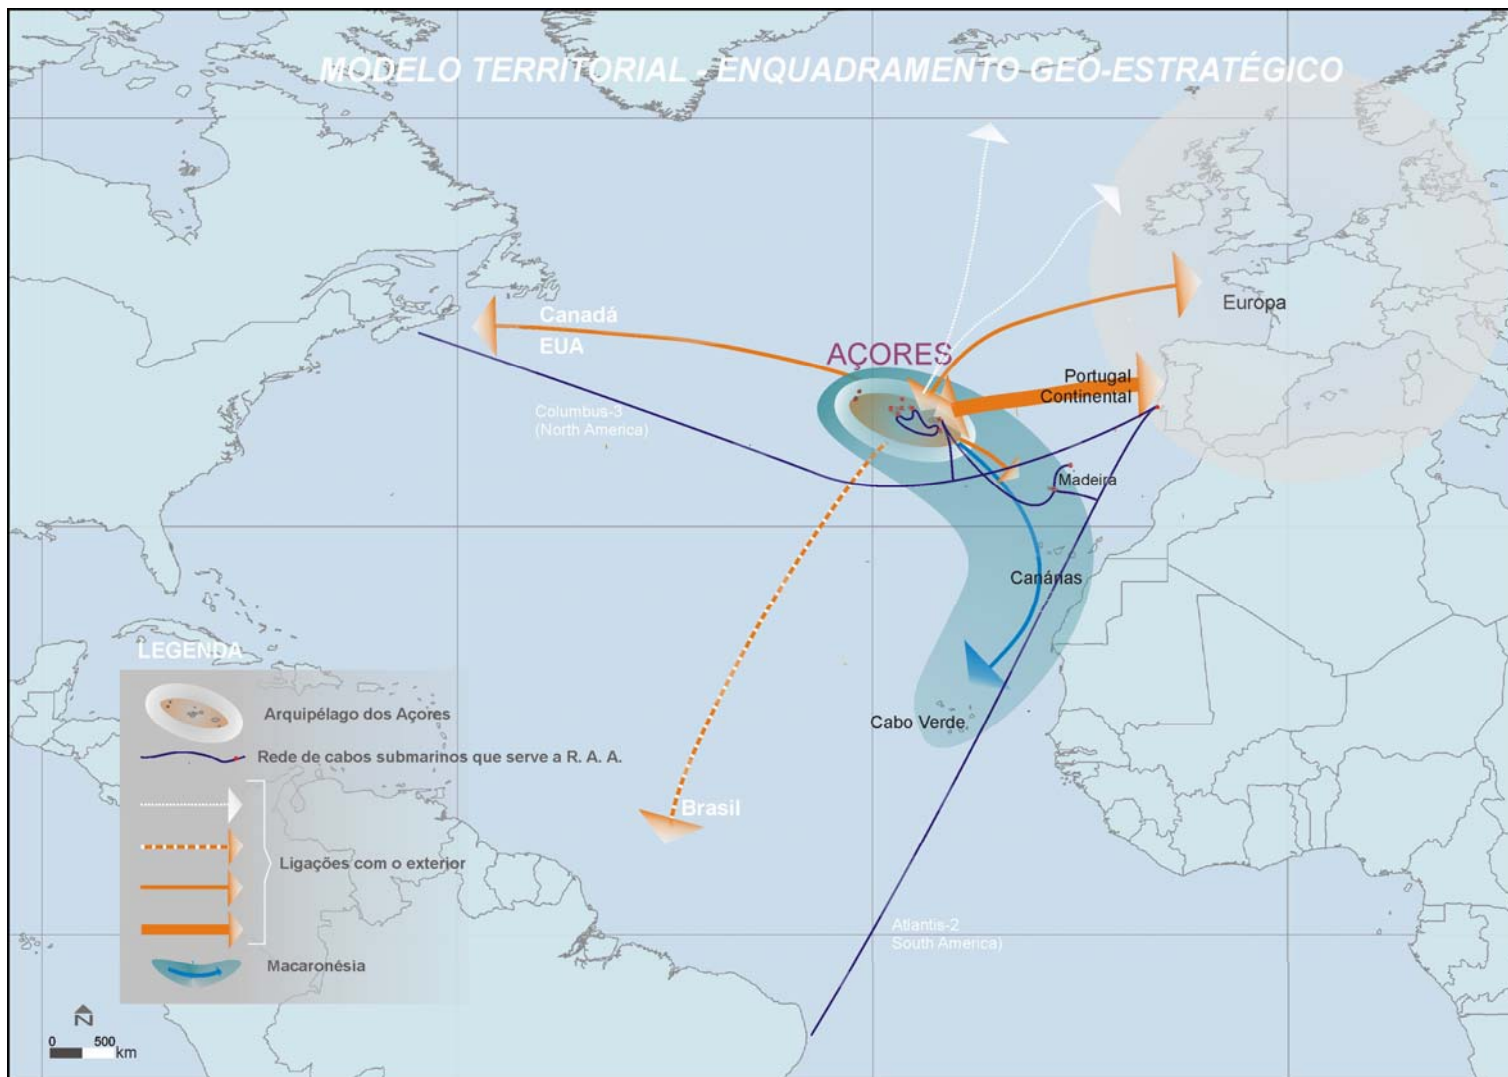 MODELO TERRITORIAL - ENQUADRAMENTO GEO-ESTRATÉGICO
Canadá
EUA
AÇORES
Europa
Portugal
Continental
Columbus-3
(North America)
Madeira
Canárias
Cabo Verde
Brasil
Atlantis-2
South America)
LEGENDA
Arquipélago dos Açores
Rede de cabos submarinos que serve a R. A. A.
Ligações com o exterior
Macaronésia
N
0 500
km